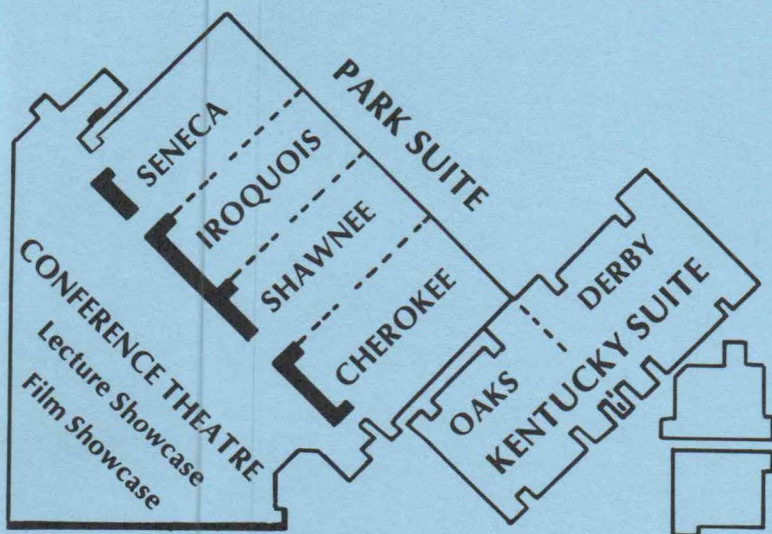 PARK SUITE
SENECA
IROQUOIS
SHAWNEE
CHEROKEE
DERBY
OAKS
KENTUCKY SUITE
CONFERENCE THEATRE
Lecture Showcase
Film Showcase